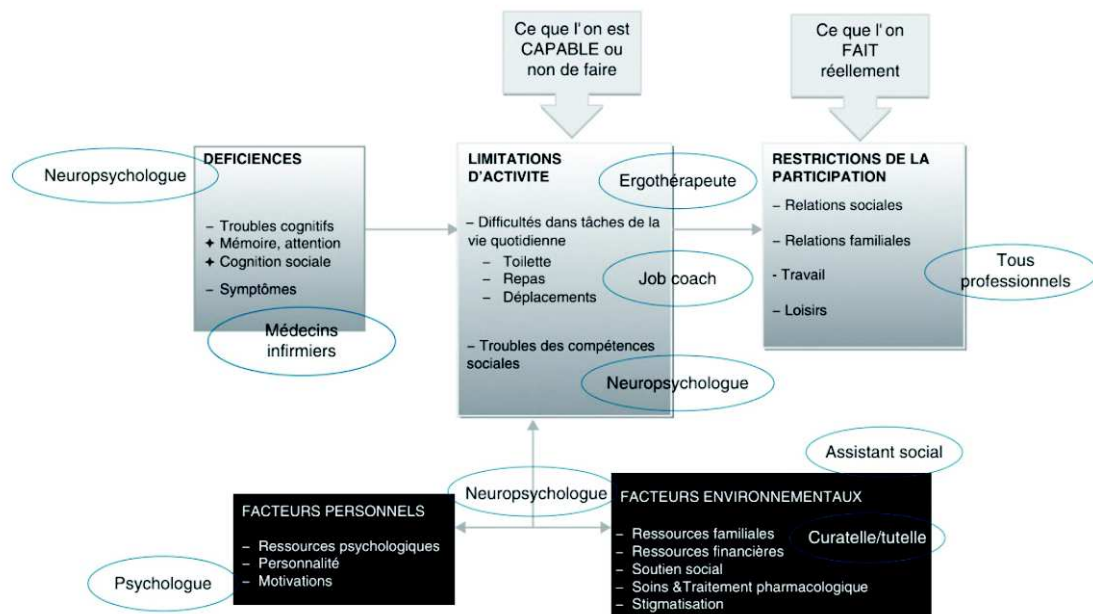 Ce que l'on est
CAPABLE ou
non de faire
Ce que l'on
FAIT
réellement
Neuropsychologue
DEFICIENCES
– Troubles cognitifs
✦ Mémoire, attention
✦ Cognition sociale
– Symptômes
Médecins
infirmiers
LIMITATIONS
D'ACTIVITE
Ergothérapeute
– Difficultés dans tâches de la
vie quotidienne
– Toilette
– Repas
– Déplacements
Job coach
– Troubles des compétences
sociales
Neuropsychologue
RESTRICTIONS DE LA
PARTICIPATION
– Relations sociales
– Relations familiales
- Travail
– Loisirs
Tous
professionnels
Assistant social
Neuropsychologue
FACTEURS PERSONNELS
– Ressources psychologiques
– Personnalité
– Motivations
Psychologue
FACTEURS ENVIRONNEMENTAUX
– Ressources familiales
– Ressources financières
– Soutien social
– Soins &Traitement pharmacologique
– Stigmatisation
Curatelle/tutelle